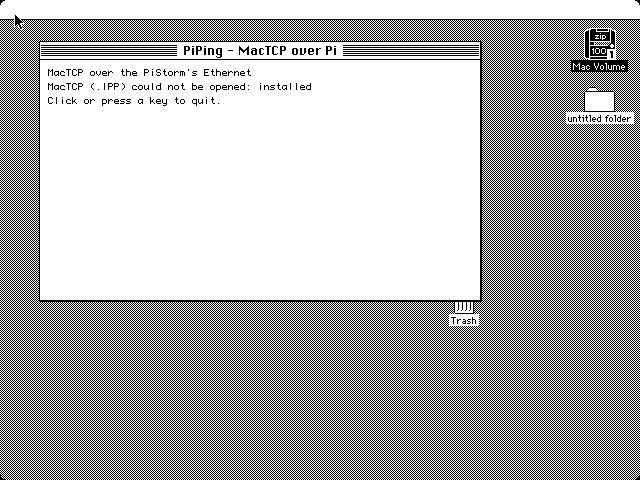 PiPing - MacTCP over Pi
MacTCP over the PiStorm's Ethernet
MacTCP (.IPP) could not be opened: installed
Click or press a key to quit.
zip
100
Mac Volume
untitled folder
Trash